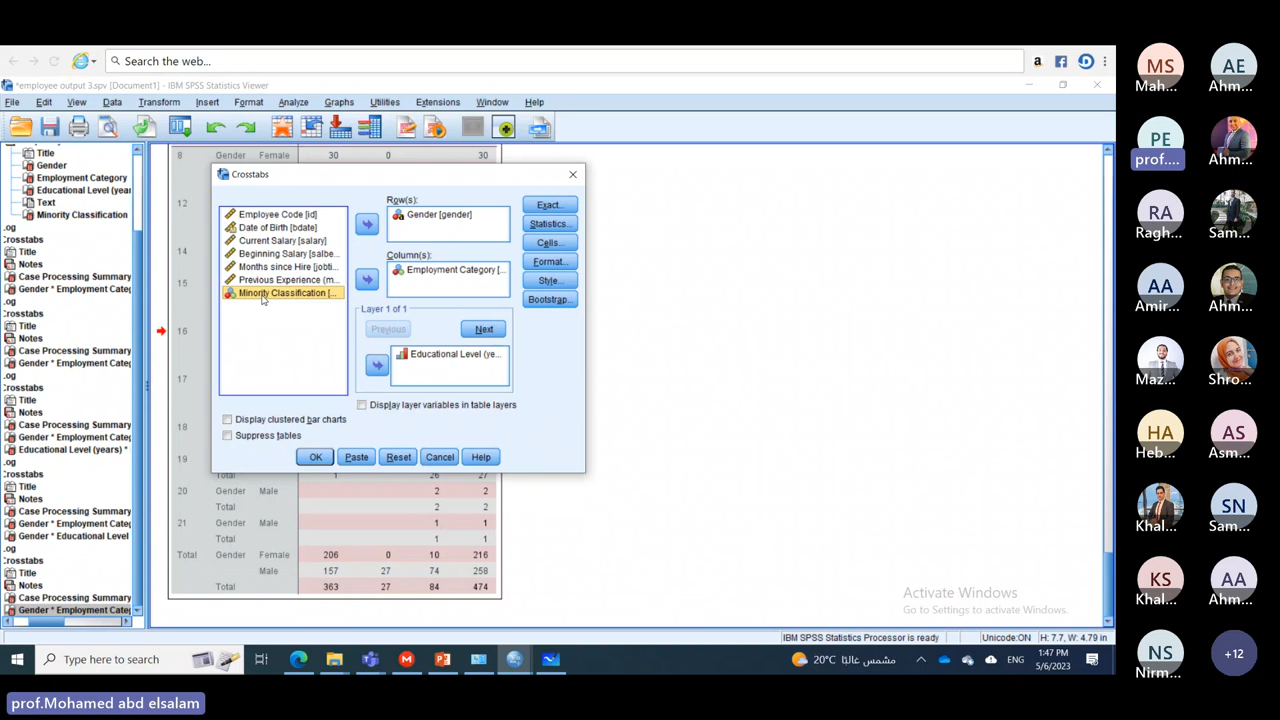 Search the web...
*employee output 3.spv [Document1] - IBM SPSS Statistics Viewer
File Edit View Data Transform Insert Format Analyze Graphs Utilities Extensions Window Help
Title
Gender
Employment Category
Educational Level (year
Text
Minority Classification
Log
Crosstabs
Title
Notes
Case Processing Summary
Gender * Employment Categ
Log
Crosstabs
Title
Notes
Case Processing Summary
Gender * Employment Categ
Log
Crosstabs
Title
Notes
Case Processing Summary
Gender * Employment Categ
Educational Level (years) *
Log
Crosstabs
Title
Notes
Case Processing Summary
Gender * Educational Level
Log
Crosstabs
Title
Notes
Case Processing Summary
Gender * Employment Categ
8 Gender Female 30 0 30
12
14
15
16
17
18
19
Total 1 26 27
20 Gender Male 2 2
Total 2 2
21 Gender Male 1 1
Total 1 1
Total Gender Female 206 0 10 216
Male 157 27 74 258
Total 363 27 84 474
Crosstabs
Employee Code [id]
Date of Birth [bdate]
Current Salary [salary]
Beginning Salary [salbe...
Months since Hire [jobti...
Previous Experience (m...
Minority Classification [...
Row(s):
Gender [gender]
Column(s):
Employment Category [...
Layer 1 of 1
Previous
Next
Educational Level (ye...
Display layer variables in table layers
Exact...
Statistics...
Cells...
Format...
Style...
Bootstrap...
Display clustered bar charts
Suppress tables
OK Paste Reset Cancel Help
Activate Windows
Go to Settings to activate Windows.
IBM SPSS Statistics Processor is ready Unicode:ON H: 7.7, W: 4.79 in
Type here to search
20°C مشمس غالبًا
ENG
1:47 PM
5/6/2023
prof.Mohamed abd elsalam
MS
Mah...
AE
Ahm...
PE
prof....
Ahm...
RA
Ragh...
Sam...
AA
Amir...
Ahm...
Maz...
Shro...
HA
Heb...
AS
Asm...
Khal...
SN
Sam...
KS
Khal...
AA
Ahm...
NS
Nirm...
+12